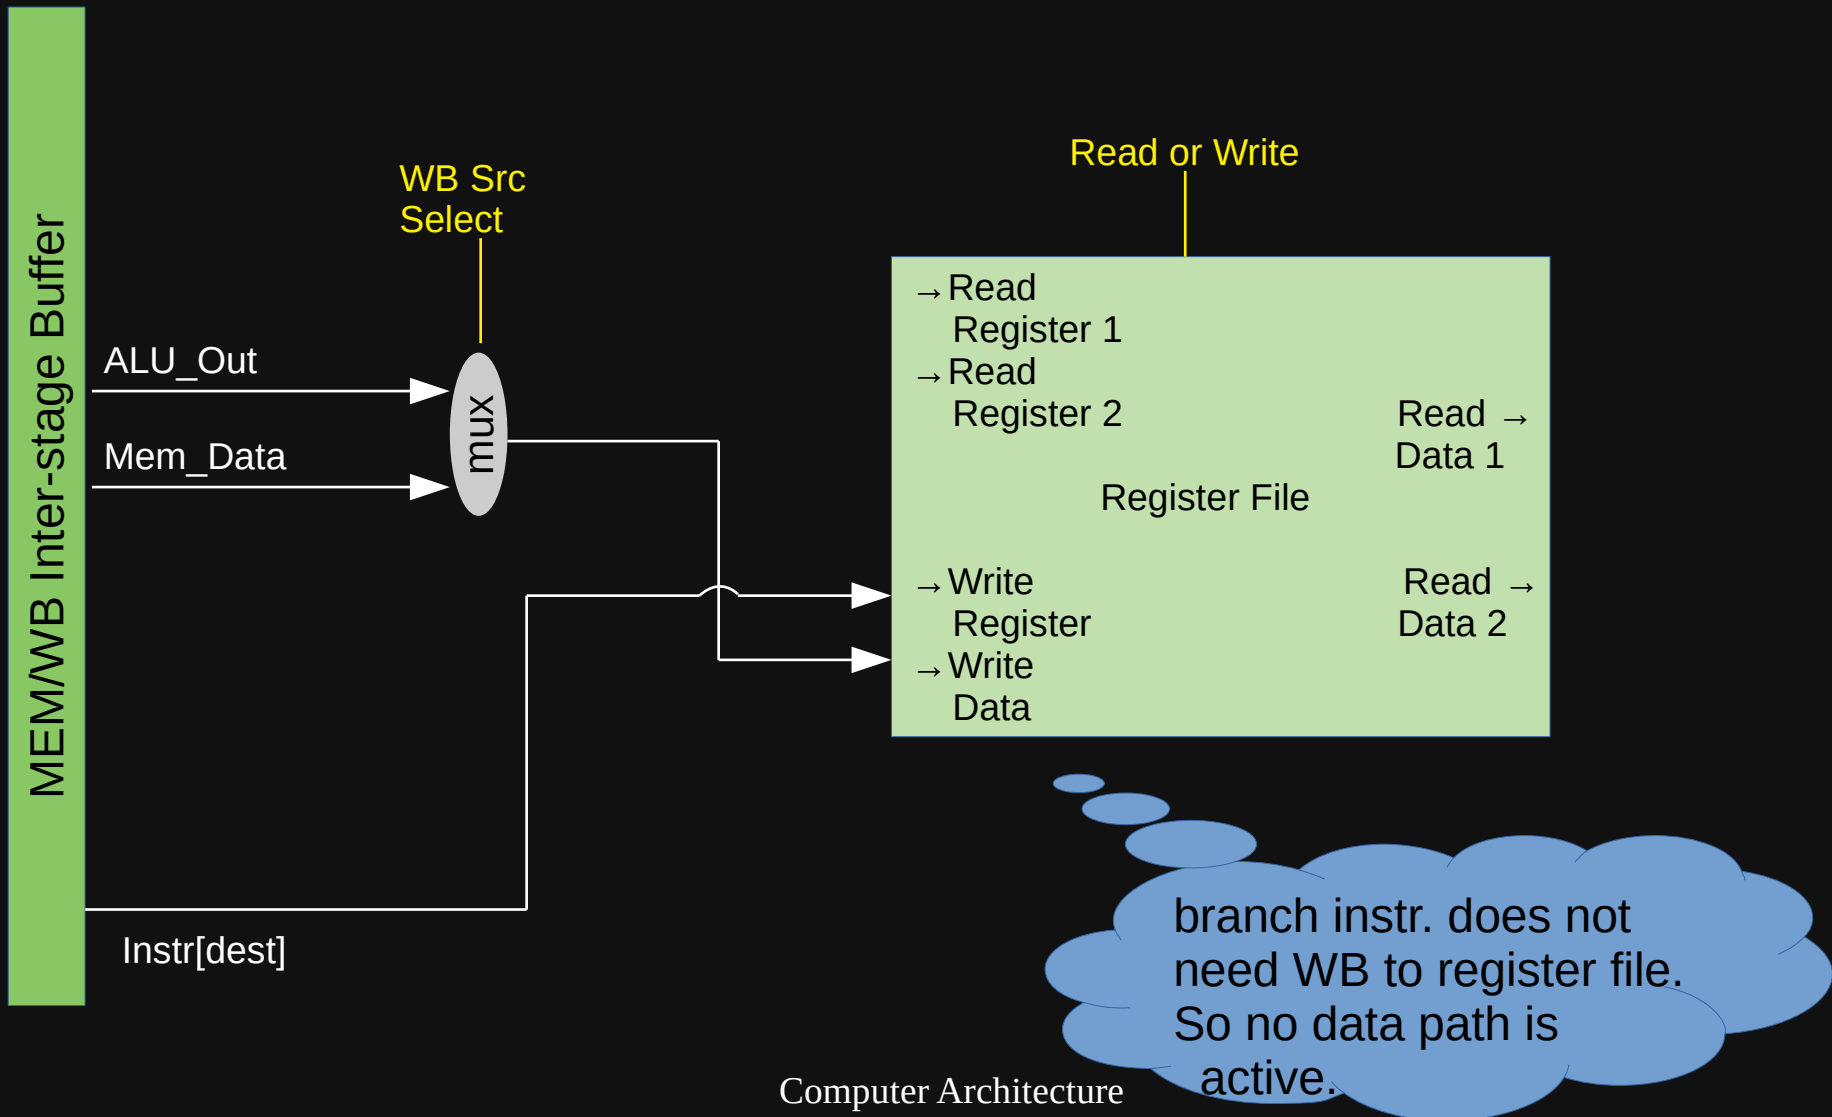 MEM/WB Inter-stage Buffer
WB Src
Select
Read or Write
ALU_Out
Mem_Data
mux
→Read
Register 1
→Read
Register 2
Read →
Data 1
Register File
→Write
Register
→Write
Data
Read →
Data 2
Instr[dest]
branch instr. does not
need WB to register file.
So no data path is
active.
Computer Architecture